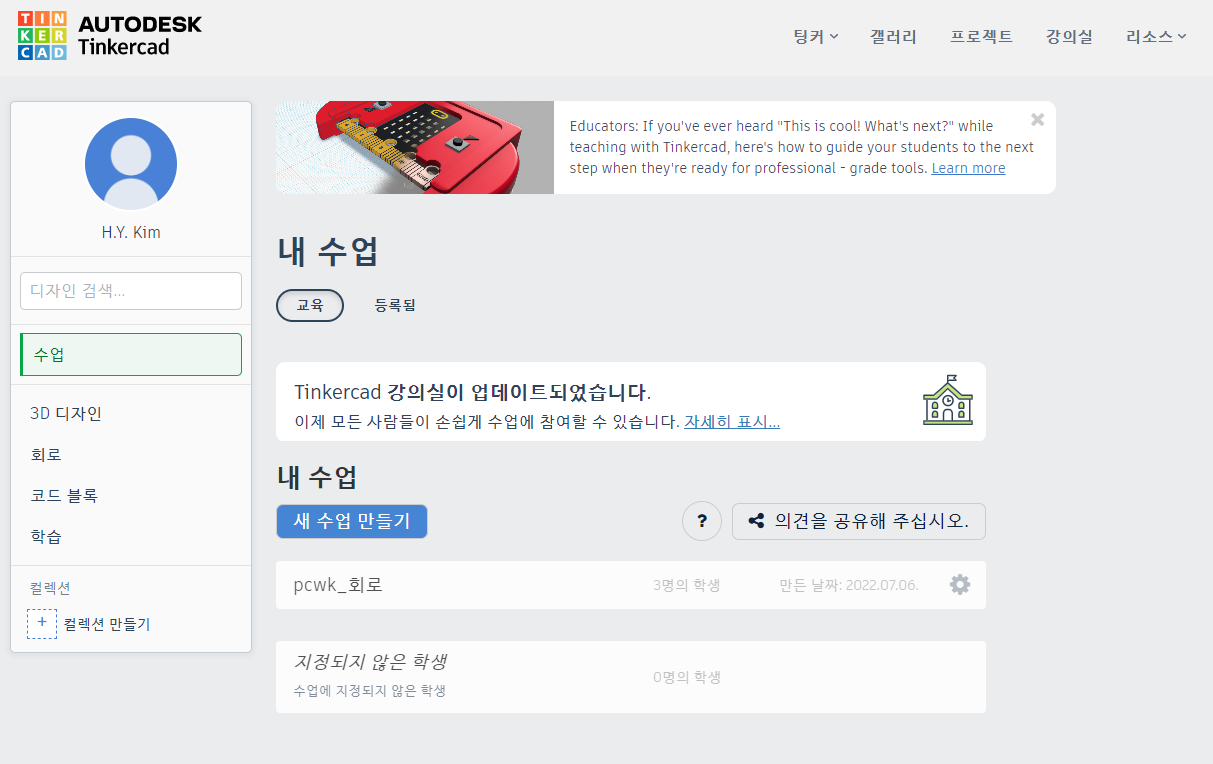 TIN
KER
CAD
AUTODESK
Tinkercad
팅커
갤러리
프로젝트
강의실
리소스
H.Y. Kim
디자인 검색...
수업
3D 디자인
회로
코드 블록
학습
컬렉션
+ 컬렉션 만들기
Educators: If you've ever heard "This is cool! What's next?" while
teaching with Tinkercad, here's how to guide your students to the next
step when they're ready for professional - grade tools. Learn more
내 수업
교육
등록됨
Tinkercad 강의실이 업데이트되었습니다.
이제 모든 사람들이 손쉽게 수업에 참여할 수 있습니다. 자세히 표시...
내 수업
새 수업 만들기
?
의견을 공유해 주십시오.
pcwk_회로
3명의 학생
만든 날짜: 2022.07.06.
지정되지 않은 학생
수업에 지정되지 않은 학생
0명의 학생